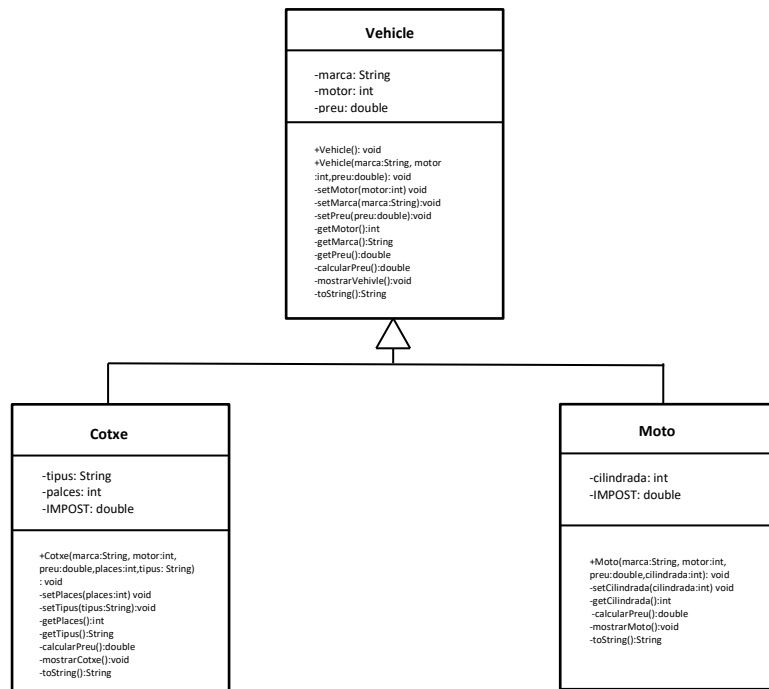 Vehicle
-marca: String
-motor: int
-preu: double
+Vehicle(): void
+Vehicle(marca:String, motor
:int,preu:double): void
-setMotor(motor:int) void
-setMarca(marca:String):void
-setPreu(preu:double):void
-getMotor():int
-getMarca():String
-getPreu():double
-calcularPreu():double
-mostrarVehivle():void
-toString():String
Cotxe
-tipus: String
-palces: int
-IMPOST: double
+Cotxe(marca:String, motor:int,
preu:double,places:int,tipus: String)
: void
-setPlaces(places:int) void
-setTipus(tipus:String):void
-getPlaces():int
-getTipus():String
-calcularPreu():double
-mostrarCotxe():void
-toString():String
Moto
-cilindrada: int
-IMPOST: double
+Moto(marca:String, motor:int,
preu:double,cilindrada:int): void
-setCilindrada(cilindrada:int) void
-getCilindrada():int
-calcularPreu():double
-mostrarMoto():void
-toString():String